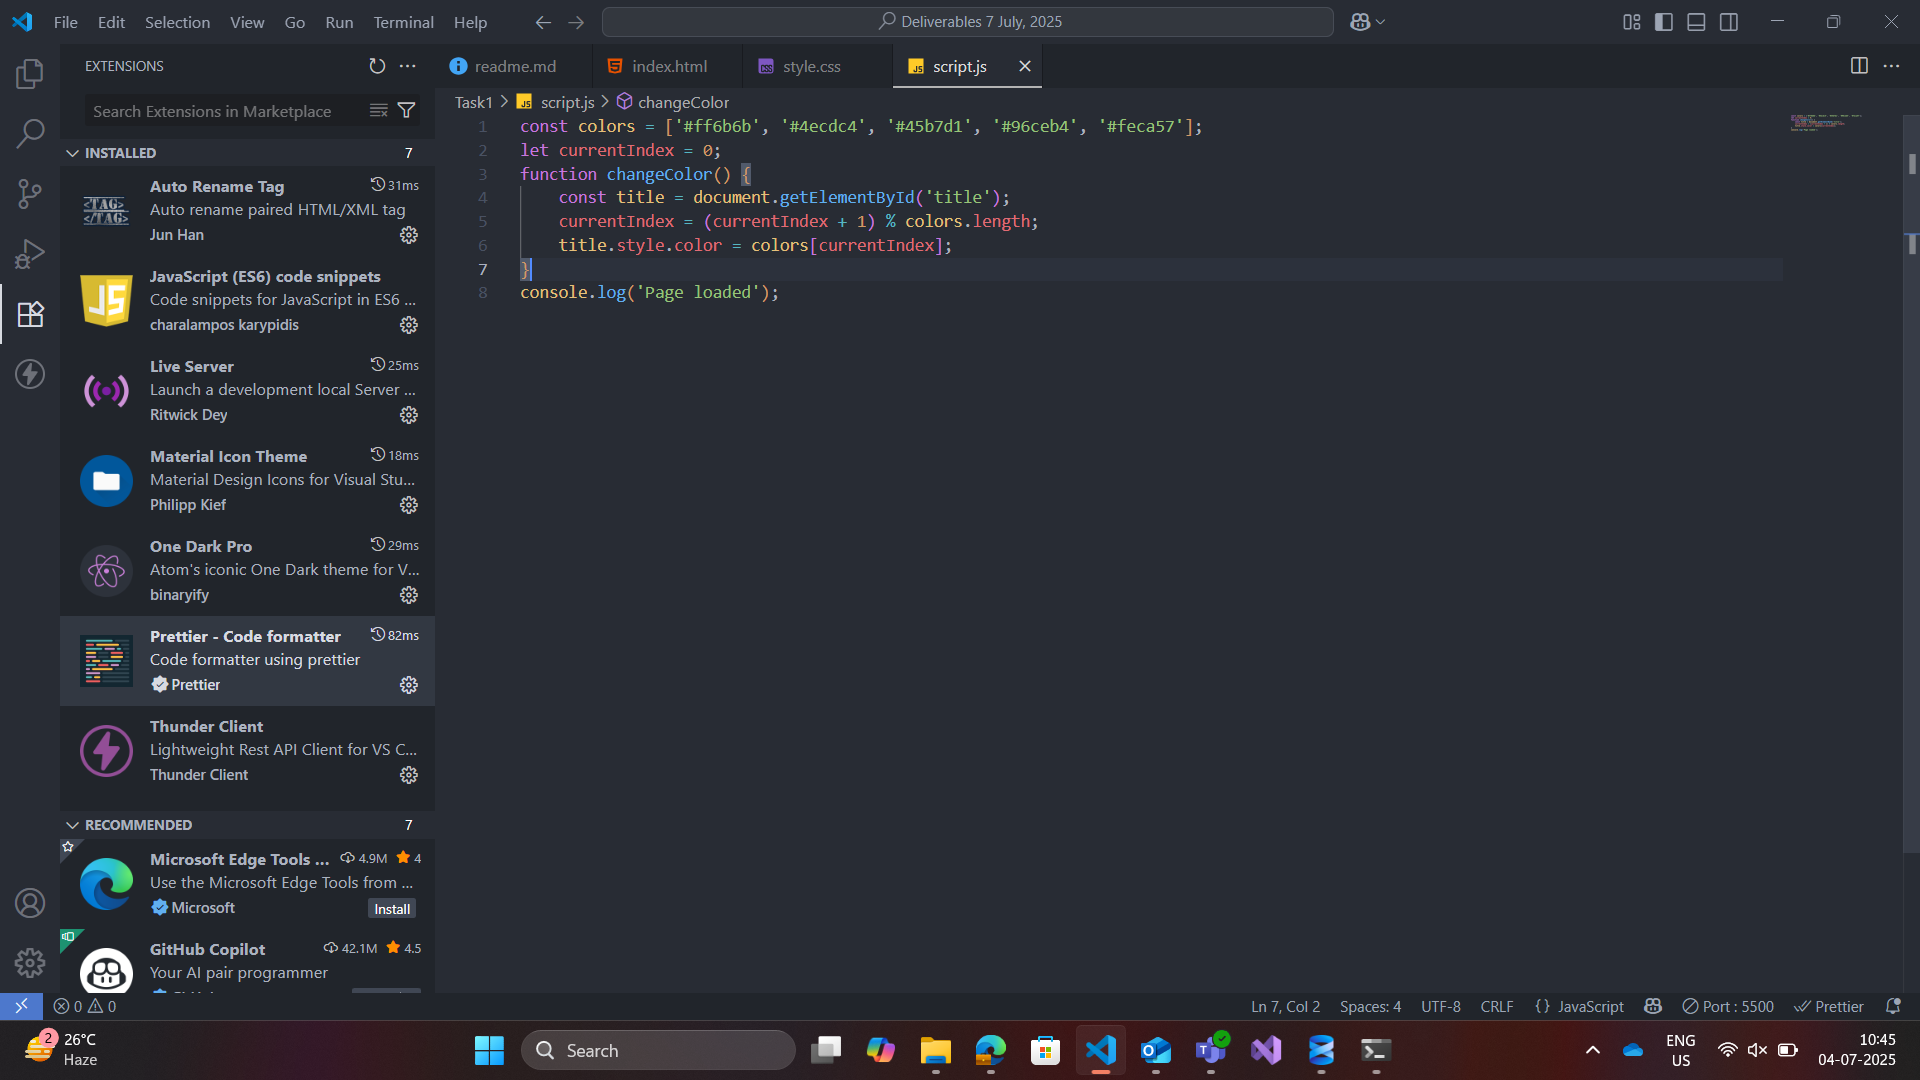 File Edit Selection View Go Run Terminal Help
Deliverables 7 July, 2025
EXTENSIONS
Search Extensions in Marketplace
INSTALLED 7
Auto Rename Tag 31ms
Auto rename paired HTML/XML tag
Jun Han
JavaScript (ES6) code snippets
Code snippets for JavaScript in ES6 ...
charalampos karypidis
Live Server 25ms
Launch a development local Server ...
Ritwick Dey
Material Icon Theme 18ms
Material Design Icons for Visual Stu...
Philipp Kief
One Dark Pro 29ms
Atom's iconic One Dark theme for V...
binaryify
Prettier - Code formatter 82ms
Code formatter using prettier
Prettier
Thunder Client
Lightweight Rest API Client for VS C...
Thunder Client
RECOMMENDED 7
Microsoft Edge Tools ... 4.9M 4
Use the Microsoft Edge Tools from ...
Microsoft Install
GitHub Copilot 42.1M 4.5
Your AI pair programmer
readme.md index.html style.css JS script.js
Task1 > JS script.js > changeColor
1 const colors = ['#ff6b6b', '#4ecdc4', '#45b7d1', '#96ceb4', '#feca57'];
2 let currentIndex = 0;
3 function changeColor() {
4 const title = document.getElementById('title');
5 currentIndex = (currentIndex + 1) % colors.length;
6 title.style.color = colors[currentIndex];
7 }
8 console.log('Page loaded');
0 0
Ln 7, Col 2 Spaces: 4 UTF-8 CRLF {} JavaScript Port : 5500 Prettier
2 26°C
Haze
Search
ENG
US
10:45
04-07-2025